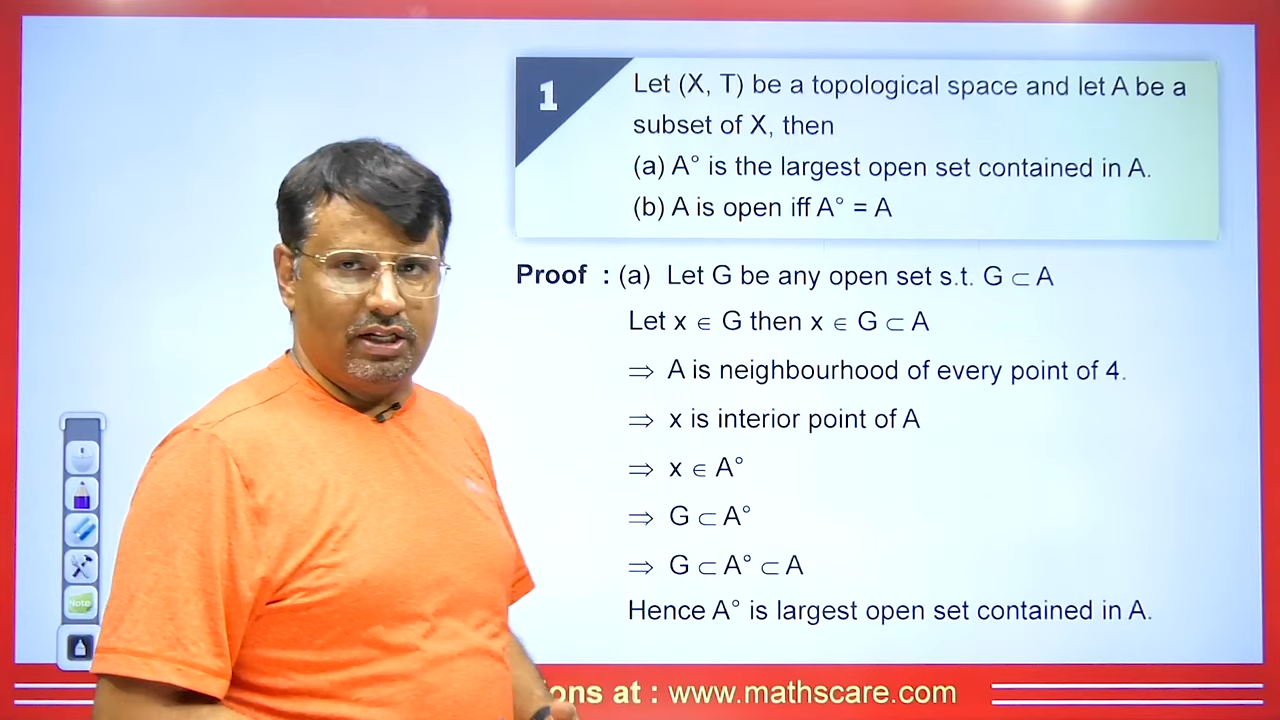 1
Let (X, T) be a topological space and let A be a
subset of X, then
(a) A° is the largest open set contained in A.
(b) A is open iff A° = A
Proof : (a) Let G be any open set s.t. G ⊂ A
Let x ∈ G then x ∈ G ⊂ A
⇒ A is neighbourhood of every point of 4.
⇒ x is interior point of A
⇒ x ∈ A°
⇒ G ⊂ A°
⇒ G ⊂ A° ⊂ A
Hence A° is largest open set contained in A.
Note
at : www.mathscare.com